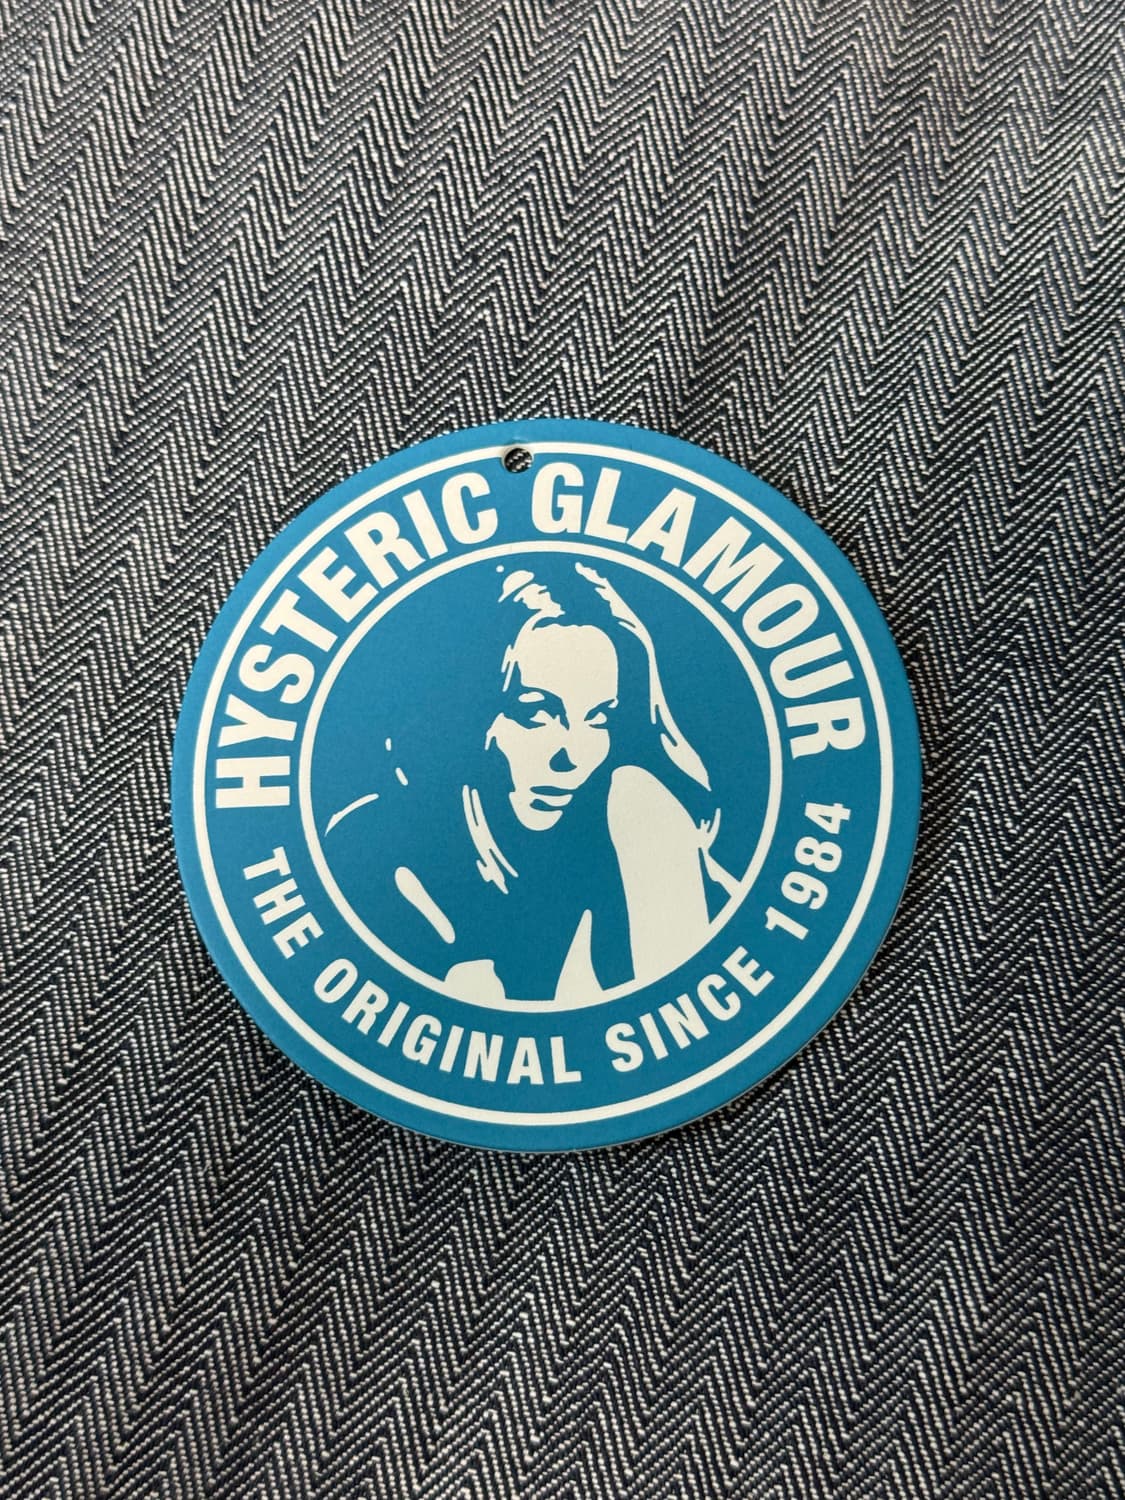 HYSTERIC GLAMOUR
THE ORIGINAL SINCE 1984